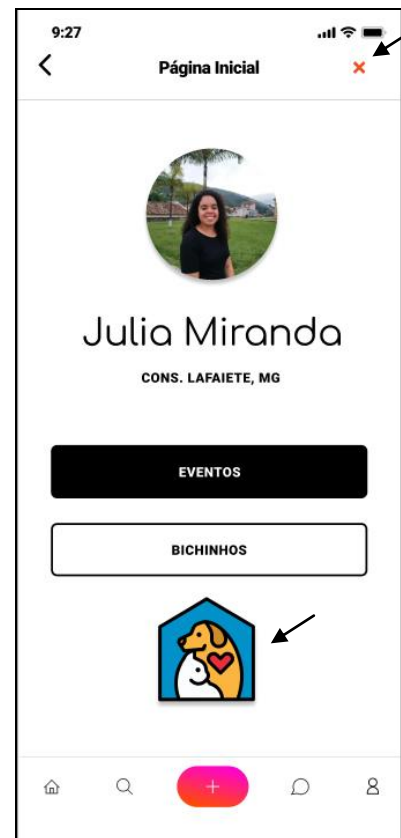 9:27
Página Inicial
Julia Miranda
CONS. LAFAIETE, MG
EVENTOS
BICHINHOS